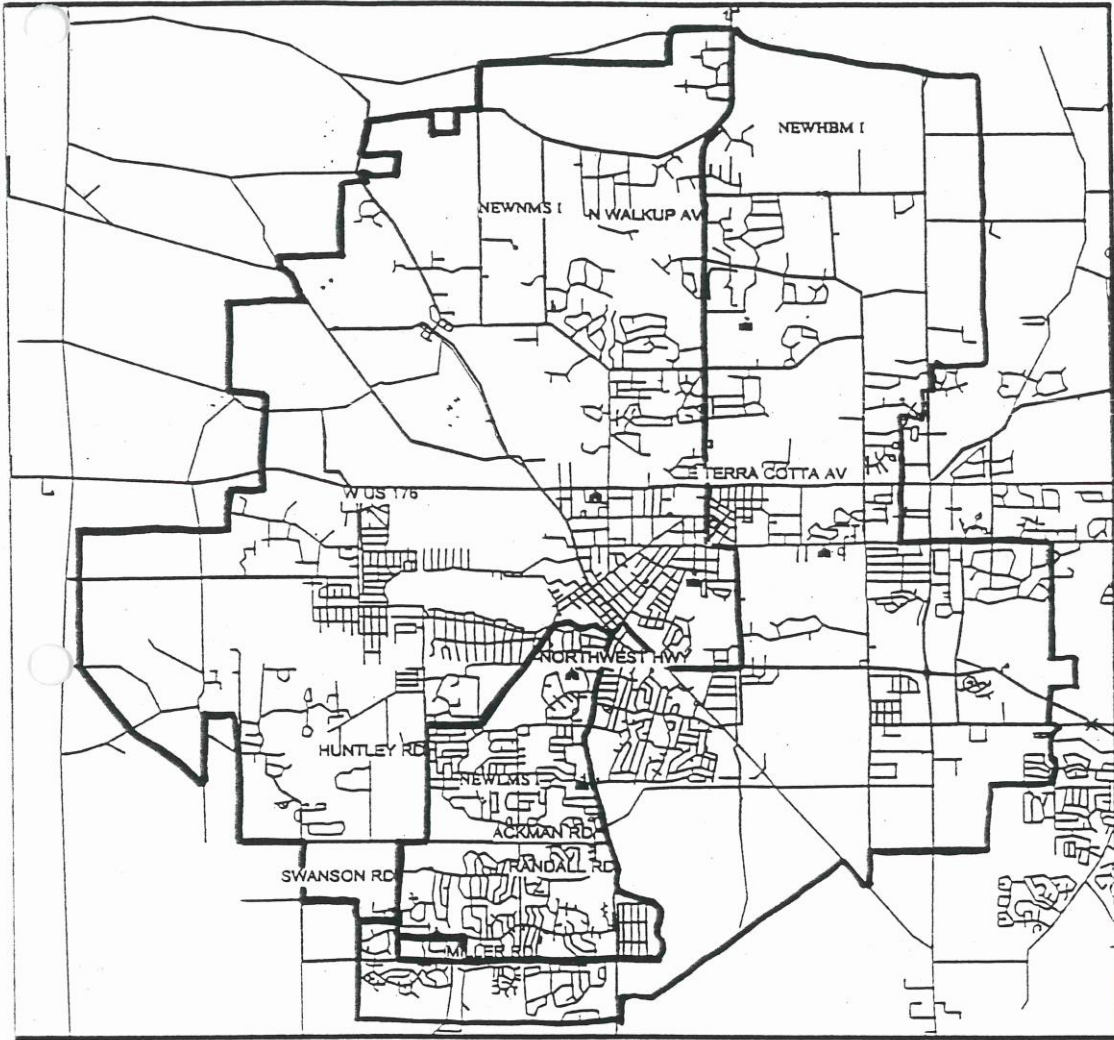 NEWHBM I
NEWNMS I
N WALKUP AV
E TERRA COTTA AV
W US 176
NORTHWEST HWY
HUNTLEY RD
NEWLMS I
ACKMAN RD
RANDALL RD
SWANSON RD
MILLER RD